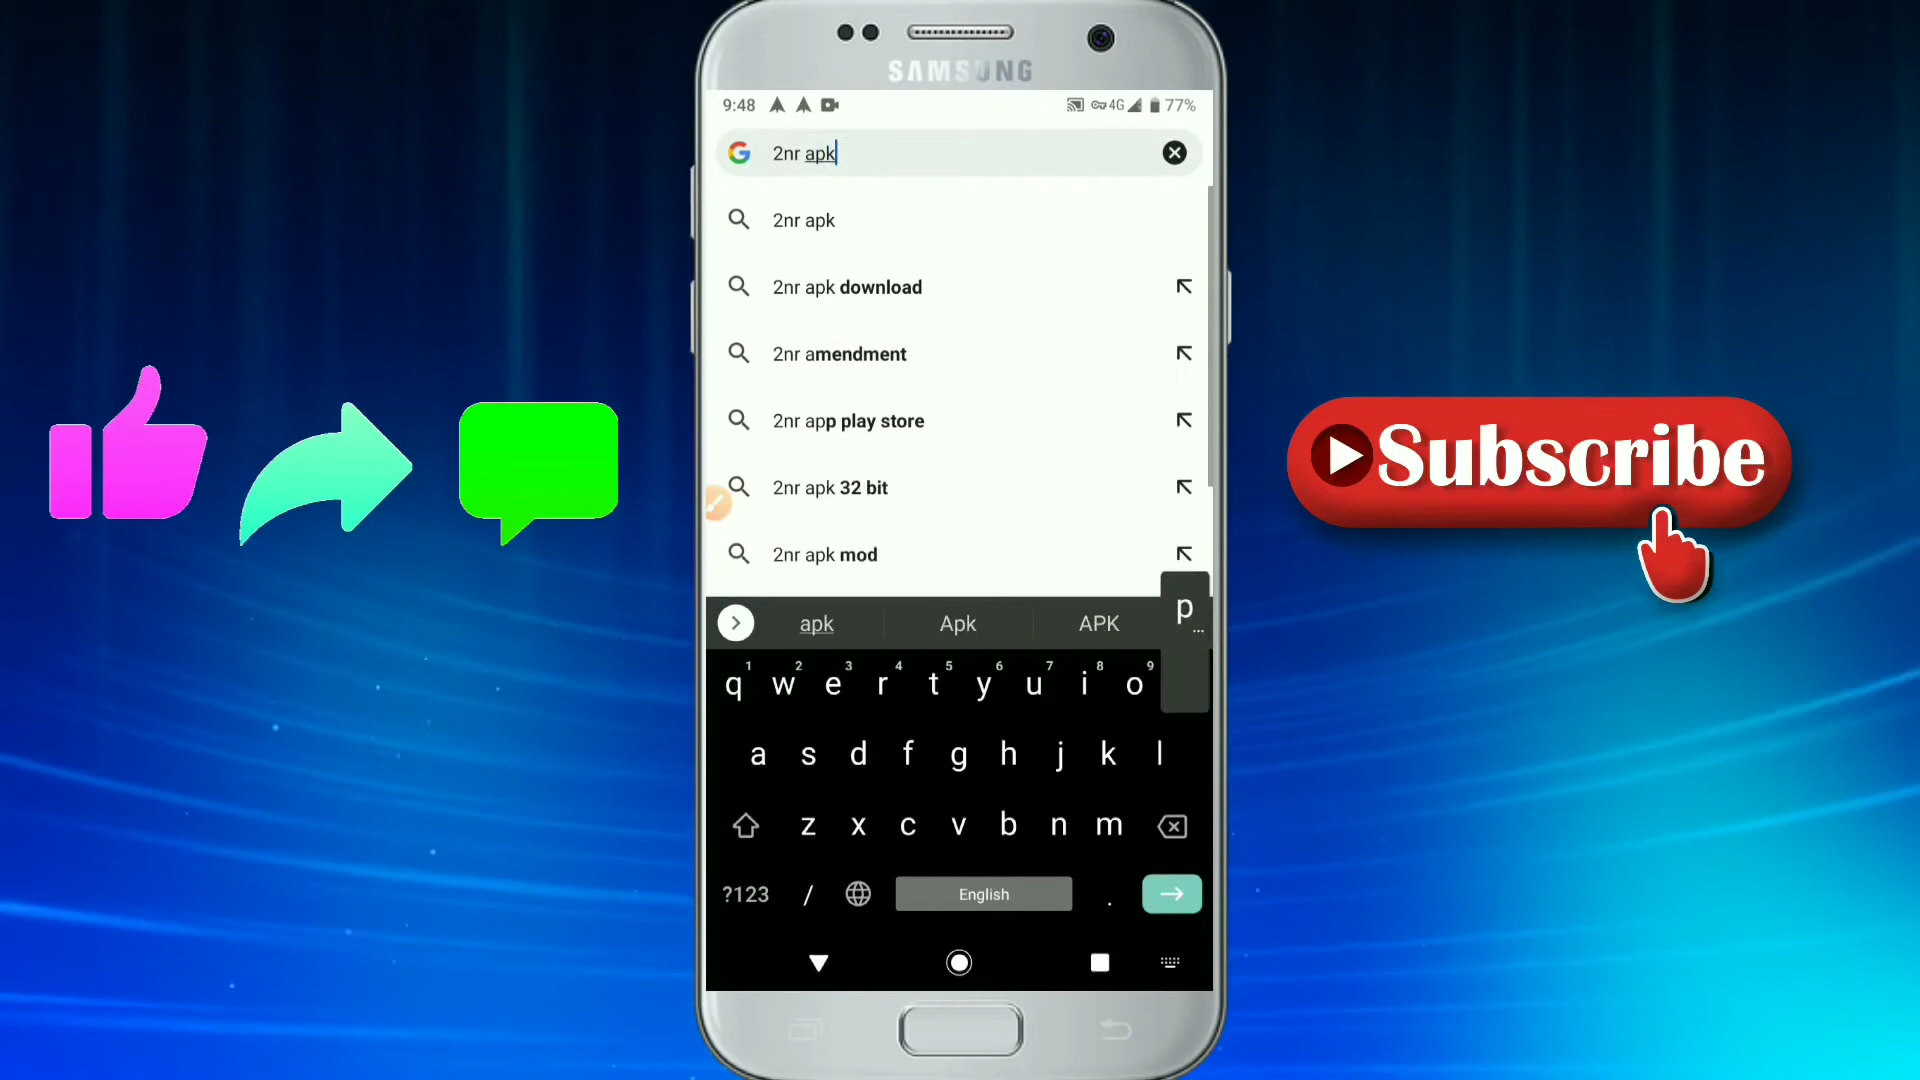 SAMSUNG
9:48 4G 77%
2nr apk
2nr apk
2nr apk download
2nr amendment
2nr app play store
2nr apk 32 bit
2nr apk mod
apk Apk APK p ...
1 2 3 4 5 6 7 8 9
q w e r t y u i o
a s d f g h j k l
z x c v b n m
?123 / English .
Subscribe